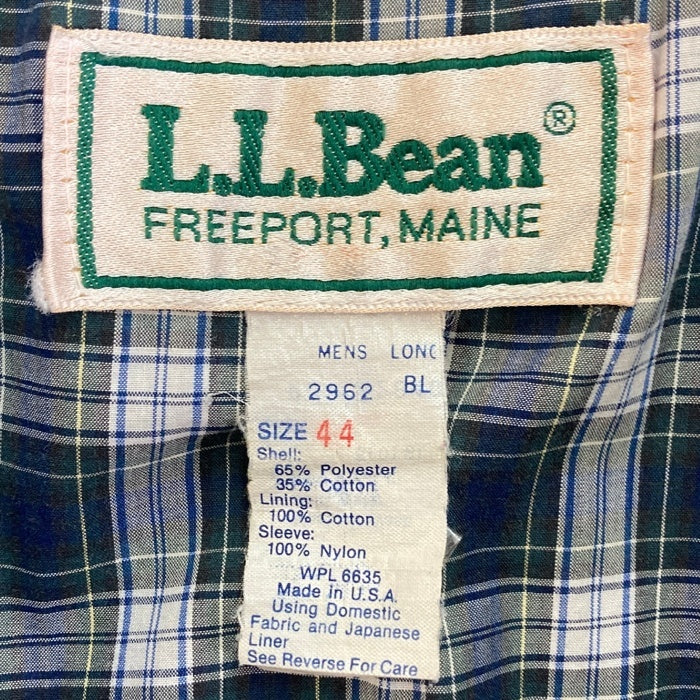 L.L.Bean®
FREEPORT, MAINE
MENS LONG
2962 BL
SIZE 44
Shell:
65% Polyester
35% Cotton
Lining:
100% Cotton
Sleeve:
100% Nylon
WPL 6635
Made in U.S.A.
Using Domestic
Fabric and Japanese
Liner
See Reverse For Care